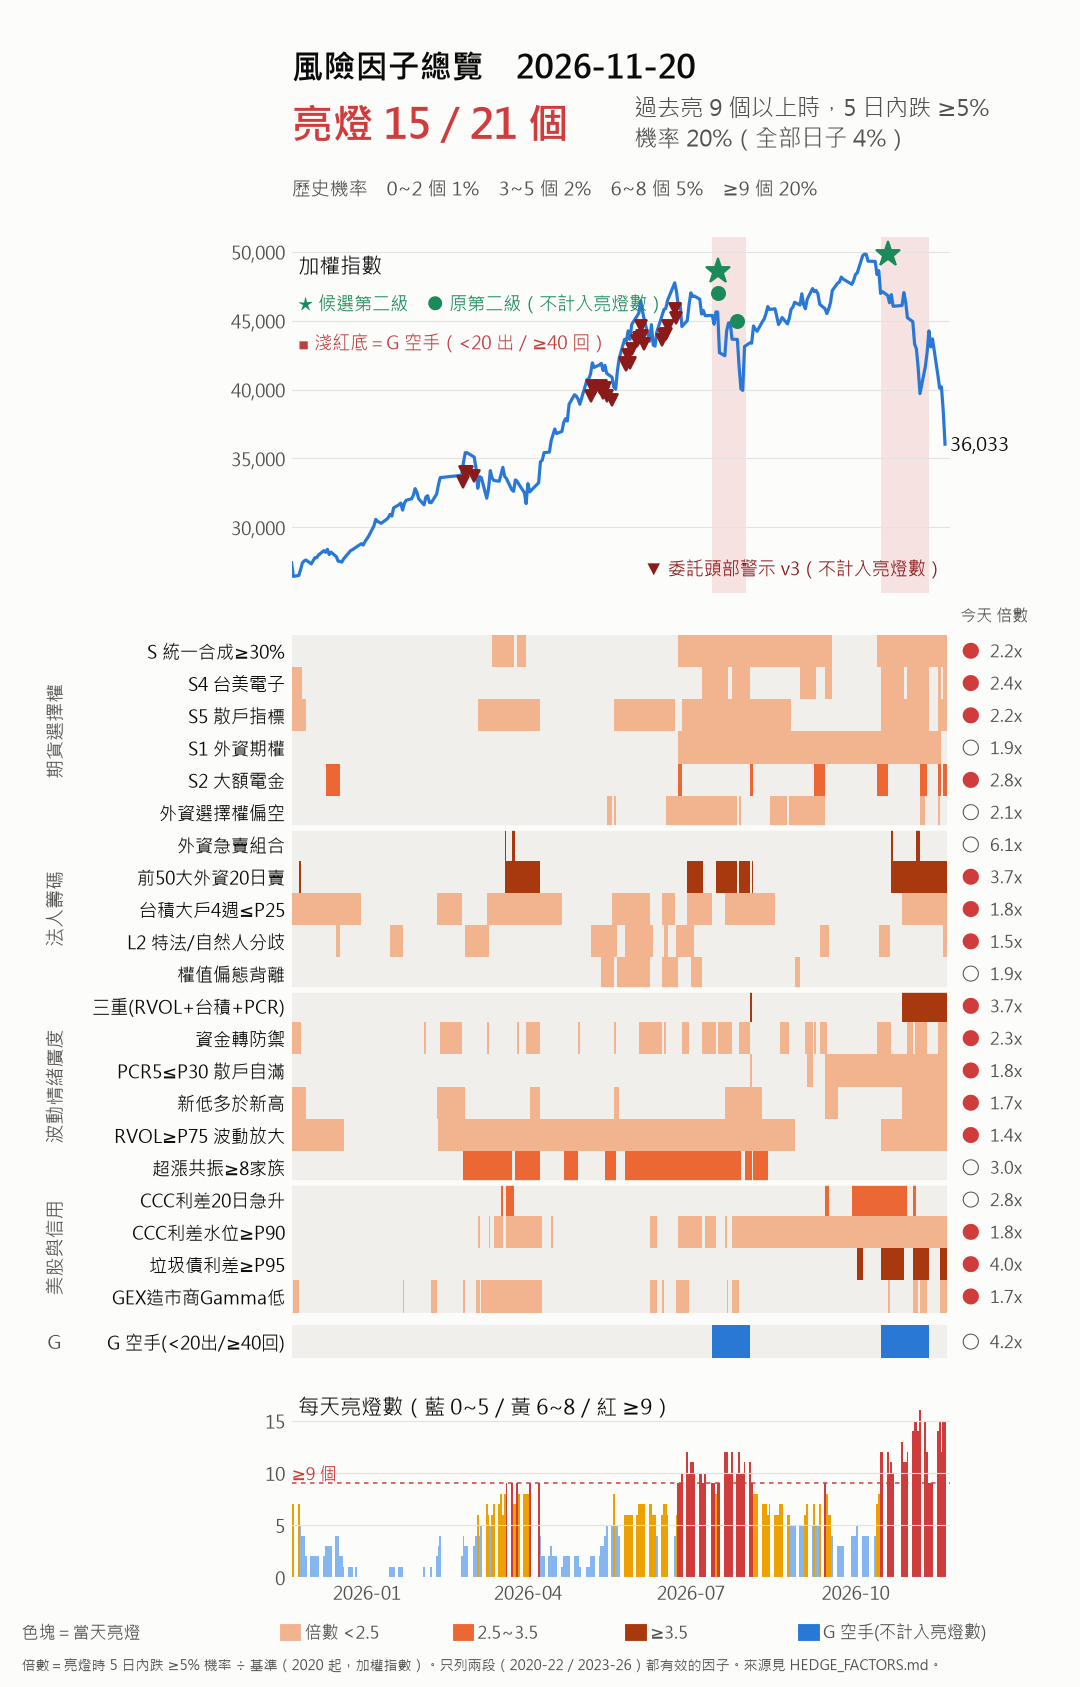 風險因子總覽 2026-11-20
亮燈 15 / 21 個
過去亮 9 個以上時，5 日內跌 ≥5%
機率 20%（全部日子 4%）
歷史機率 0~2 個 1% 3~5 個 2% 6~8 個 5% ≥9 個 20%
50,000
45,000
40,000
35,000
30,000
加權指數
★ 候選第二級 ● 原第二級（不計入亮燈數）
■ 淺紅底＝G 空手（<20 出 / ≥40 回）
36,033
▼ 委託頭部警示 v3（不計入亮燈數）
今天 倍數
期貨選擇權
S 統一合成≥30% 2.2x
S4 台美電子 2.4x
S5 散戶指標 2.2x
S1 外資期權 1.9x
S2 大額電金 2.8x
外資選擇權偏空 2.1x
法人籌碼
外資急賣組合 6.1x
前50大外資20日賣 3.7x
台積大戶4週≤P25 1.8x
L2 特法/自然人分歧 1.5x
權值偏態背離 1.9x
波動情緒廣度
三重(RVOL+台積+PCR) 3.7x
資金轉防禦 2.3x
PCR5≤P30 散戶自滿 1.8x
新低多於新高 1.7x
RVOL≥P75 波動放大 1.4x
超漲共振≥8家族 3.0x
美股與信用
CCC利差20日急升 2.8x
CCC利差水位≥P90 1.8x
垃圾債利差≥P95 4.0x
GEX造市商Gamma低 1.7x
G
G 空手(<20出/≥40回) 4.2x
每天亮燈數（藍 0~5 / 黃 6~8 / 紅 ≥9）
15
10
5
0
≥9 個
2026-01 2026-04 2026-07 2026-10
色塊＝當天亮燈 倍數 <2.5 2.5~3.5 ≥3.5 G 空手(不計入亮燈數)
倍數＝亮燈時 5 日內跌 ≥5% 機率 ÷ 基準（2020 起，加權指數）。只列兩段（2020-22 / 2023-26）都有效的因子。來源見 HEDGE_FACTORS.md。